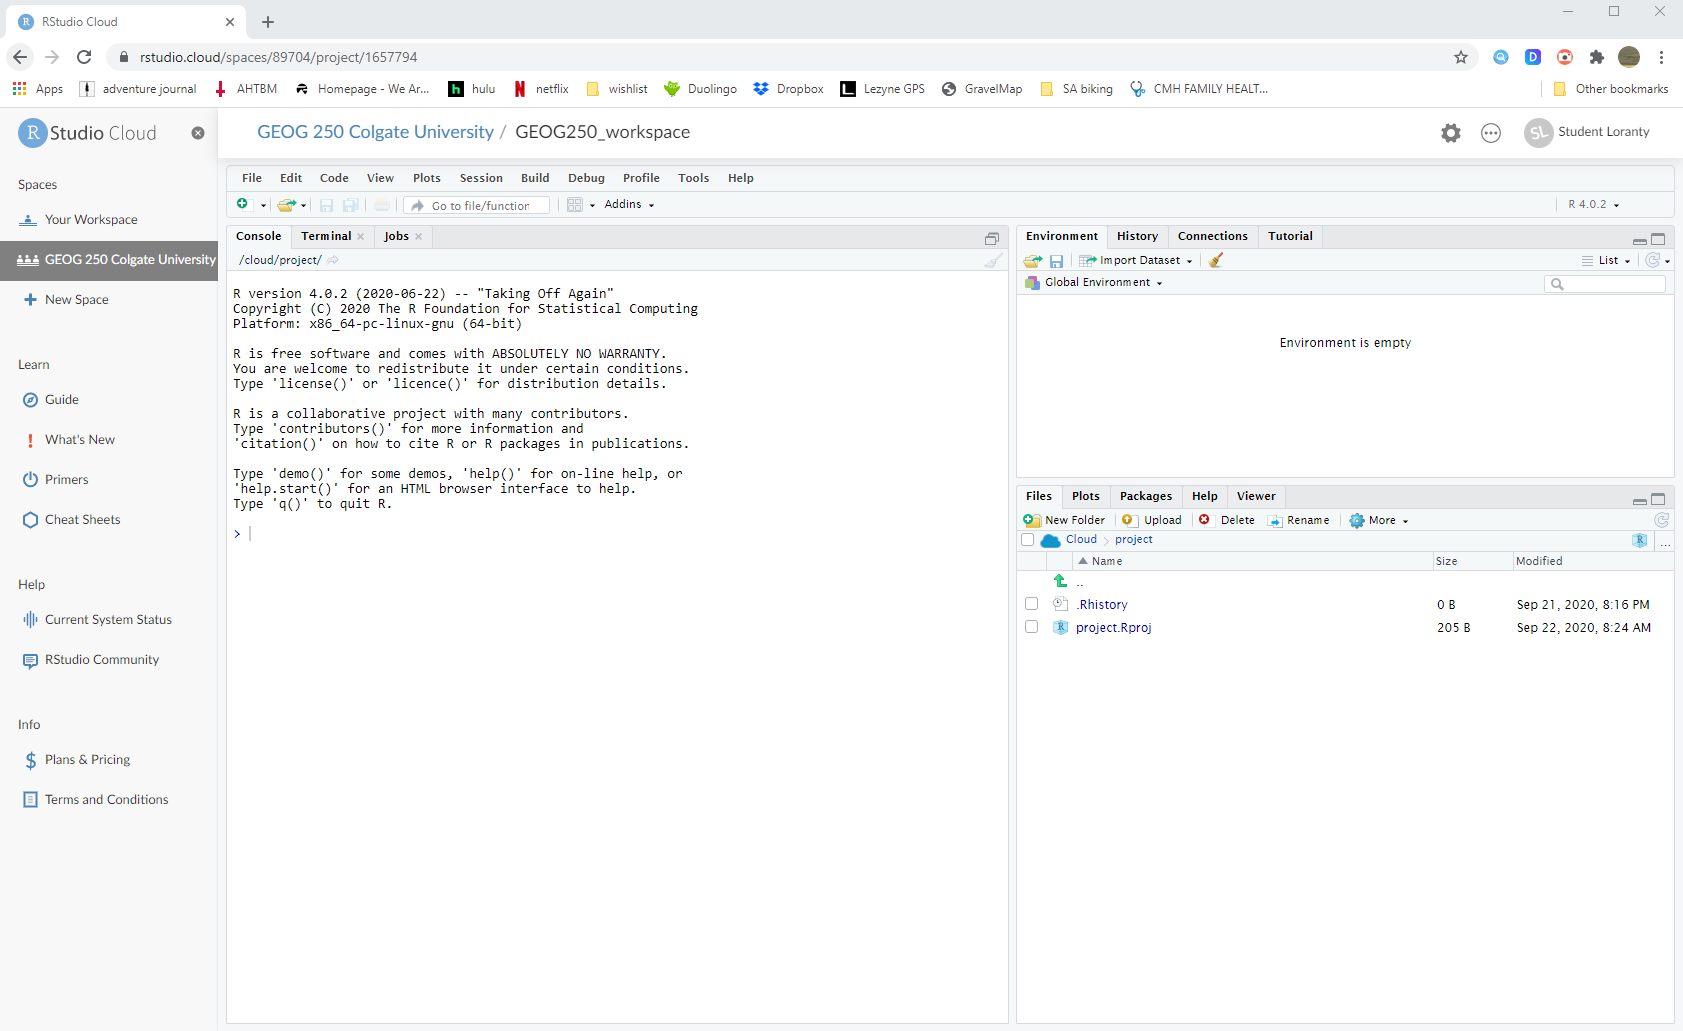 RStudio Cloud
rstudio.cloud/spaces/89704/project/1657794
D
Apps adventure journal AHTBM Homepage - We Ar... h hulu N netflix wishlist Duolingo Dropbox L Lezyne GPS GravelMap SA biking CMH FAMILY HEALT... Other bookmarks
R Studio Cloud
GEOG 250 Colgate University / GEOG250_workspace
SL Student Loranty
Spaces
Your Workspace
GEOG 250 Colgate University
New Space
Learn
Guide
What's New
Primers
Cheat Sheets
Help
Current System Status
RStudio Community
Info
Plans & Pricing
Terms and Conditions
File Edit Code View Plots Session Build Debug Profile Tools Help
Go to file/function Addins R 4.0.2
Console Terminal Jobs
/cloud/project/
R version 4.0.2 (2020-06-22) -- "Taking Off Again"
Copyright (C) 2020 The R Foundation for Statistical Computing
Platform: x86_64-pc-linux-gnu (64-bit)
R is free software and comes with ABSOLUTELY NO WARRANTY.
You are welcome to redistribute it under certain conditions.
Type 'license()' or 'licence()' for distribution details.
R is a collaborative project with many contributors.
Type 'contributors()' for more information and
'citation()' on how to cite R or R packages in publications.
Type 'demo()' for some demos, 'help()' for on-line help, or
'help.start()' for an HTML browser interface to help.
Type 'q()' to quit R.
>
Environment History Connections Tutorial
Import Dataset List
Global Environment
Environment is empty
Files Plots Packages Help Viewer
New Folder Upload Delete Rename More
Cloud project ...
Name Size Modified
..
.Rhistory 0 B Sep 21, 2020, 8:16 PM
project.Rproj 205 B Sep 22, 2020, 8:24 AM